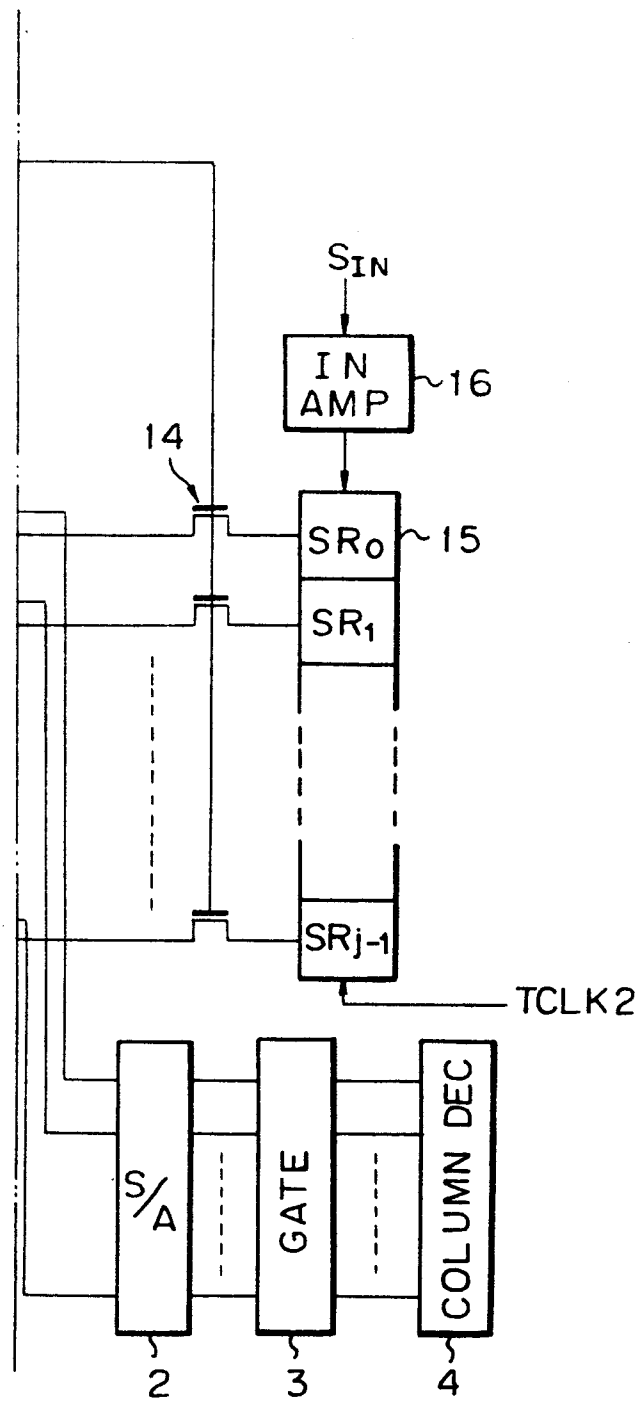 SIN
IN
AMP
16
14
SR0
15
SR1
SRj-1
TCLK2
S/A
GATE
COLUMN DEC
2
3
4